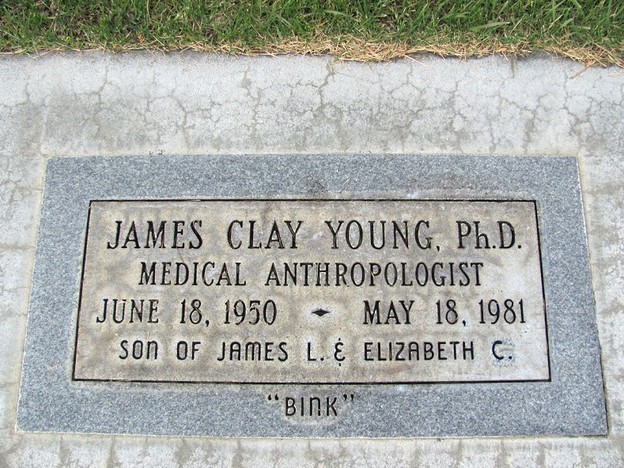 JAMES CLAY YOUNG, Ph.D.
MEDICAL ANTHROPOLOGIST
JUNE 18, 1950 - MAY 18, 1981
SON OF JAMES L. & ELIZABETH C.
"BINK"